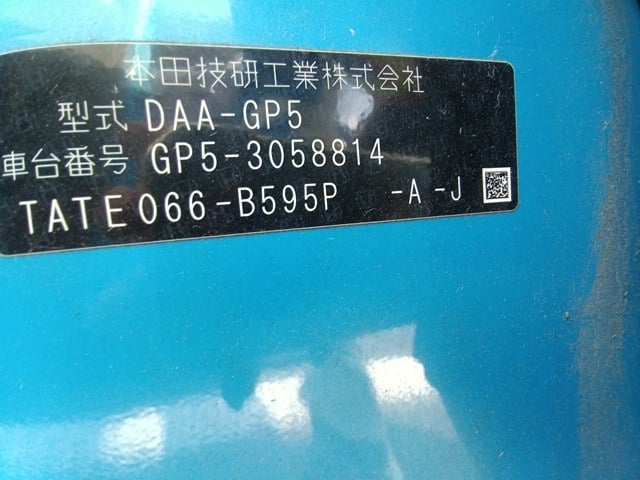 本田技研工業株式会社
型式 DAA-GP5
車台番号 GP5-3058814
TATE066-B595P -A-J